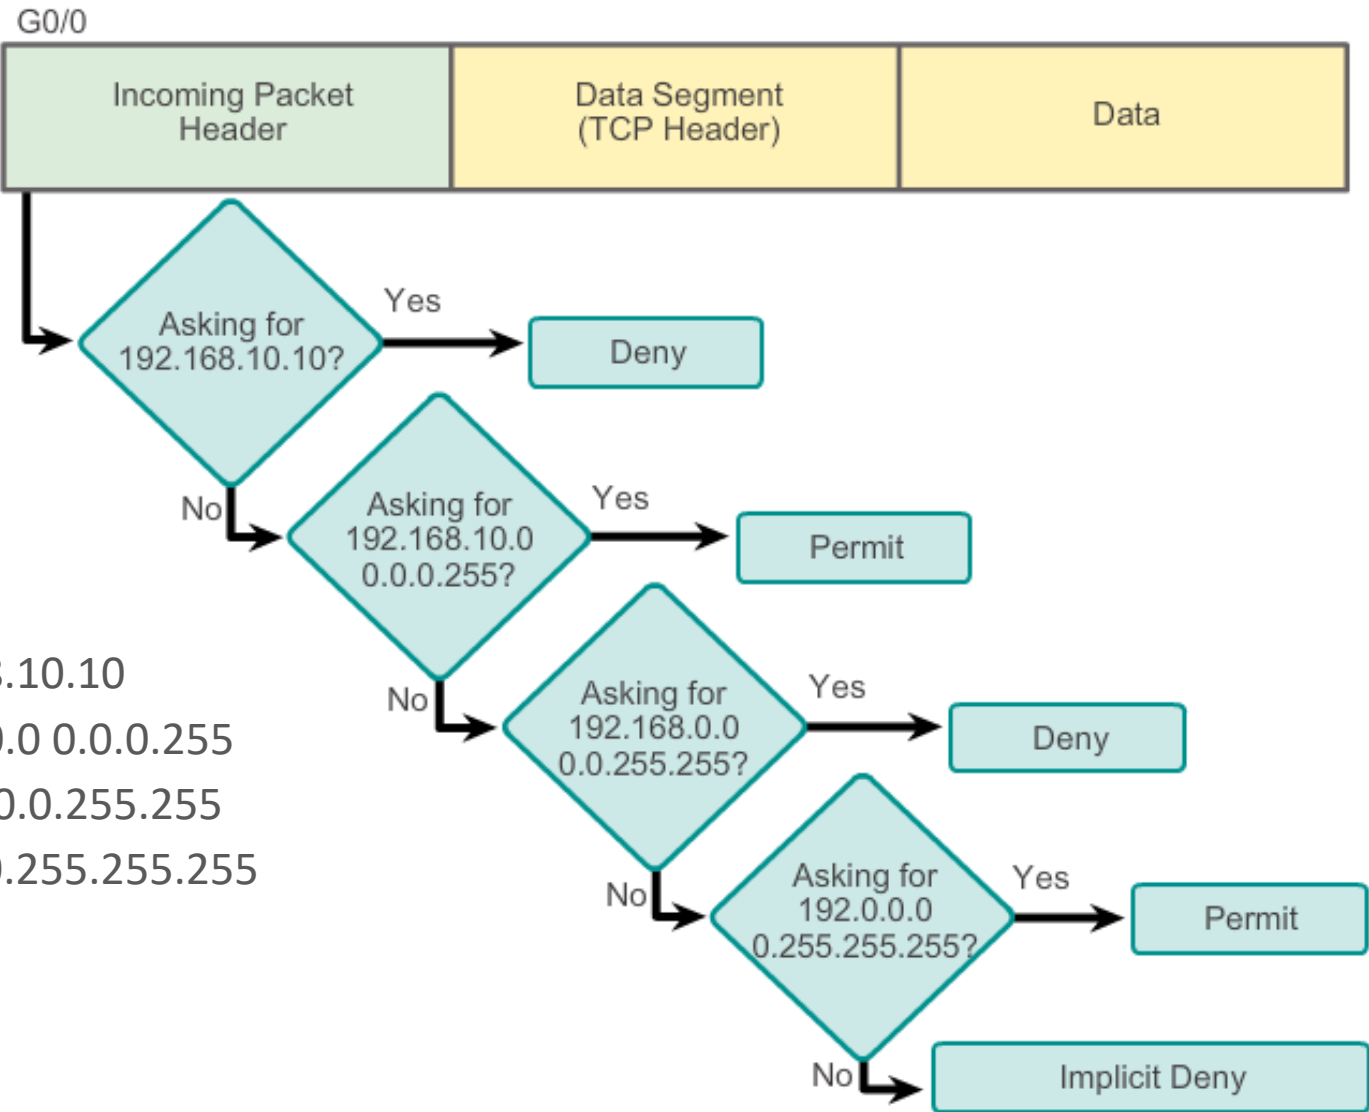 G0/0
Incoming Packet
Header
Data Segment
(TCP Header)
Data
Asking for
192.168.10.10?
Yes
Deny
No
Asking for
192.168.10.0
0.0.0.255?
Yes
Permit
No
Asking for
192.168.0.0
0.0.255.255?
Yes
Deny
No
Asking for
192.0.0.0
0.255.255.255?
Yes
Permit
No
Implicit Deny
.10.10
.0 0.0.0.255
0.0.255.255
.255.255.255